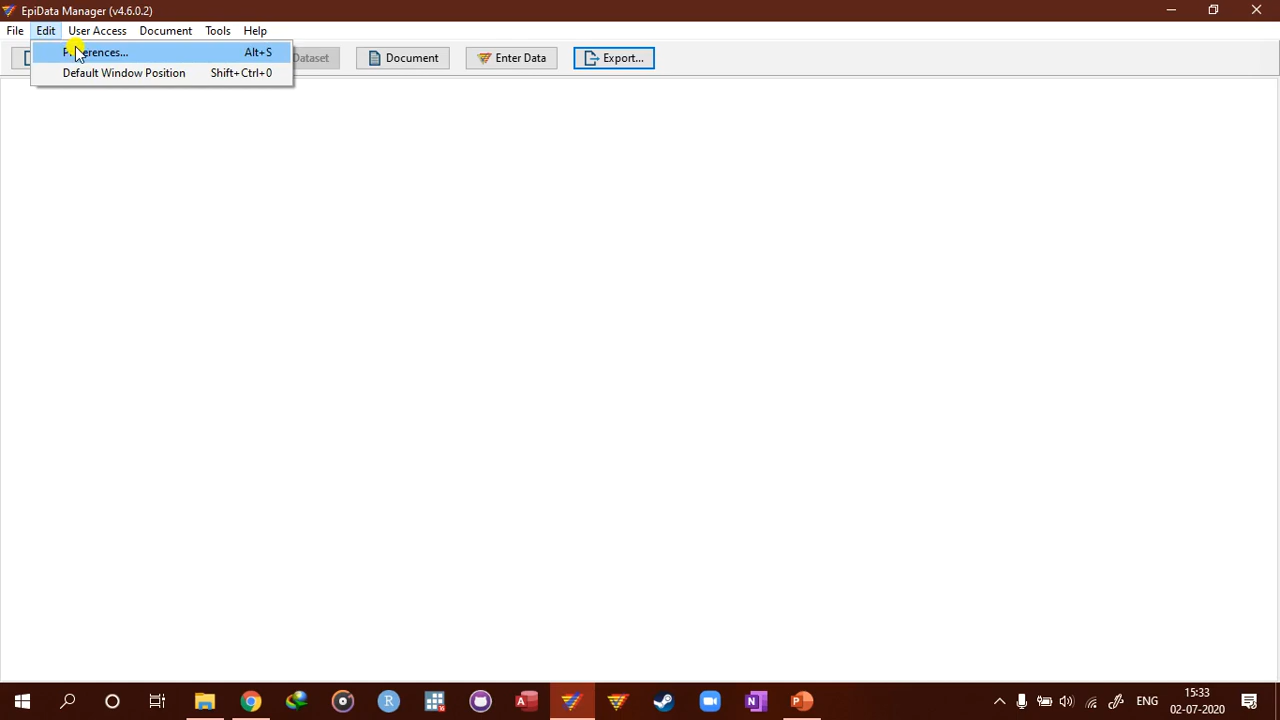 EpiData Manager (v4.6.0.2)
File Edit User Access Document Tools Help
Preferences... Alt+S
Default Window Position Shift+Ctrl+0
Dataset Document Enter Data Export...
ENG
15:33
02-07-2020